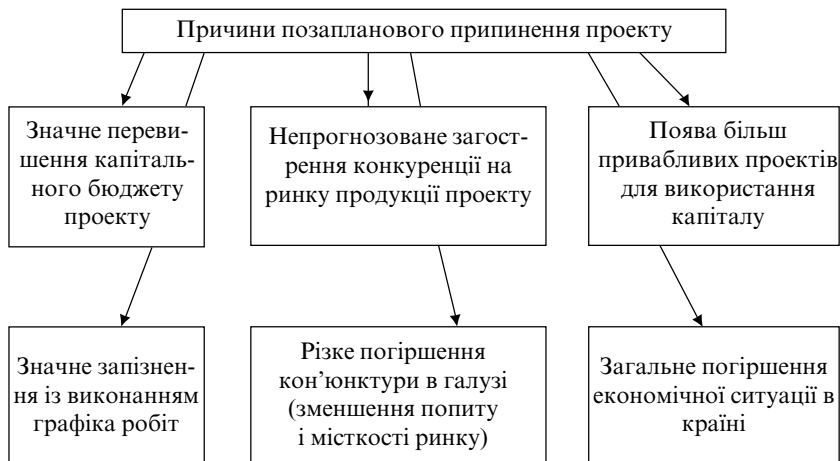 Причини позапланового припинення проекту
Значне переви-
шення капіталь-
ного бюджету
проекту
Непрогнозоване загост-
рення конкуренції на
ринку продукції проекту
Поява більш
привабливих проектів
для використання
капіталу
Значне запізнен-
ня із виконанням
графіка робіт
Різке погіршення
кон’юнктури в галузі
(зменшення попиту
і місткості ринку)
Загальне погіршення
економічної ситуації в
країні